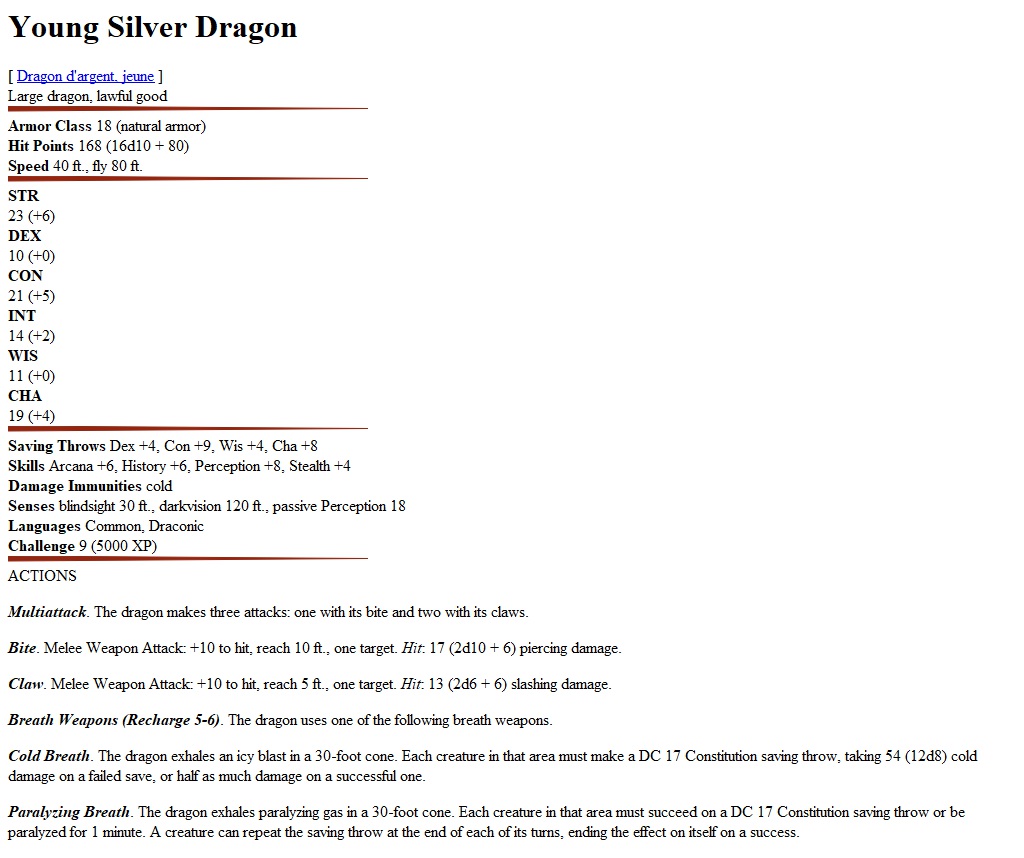 Young Silver Dragon
[ Dragon d'argent, jeune ]
Large dragon, lawful good
Armor Class 18 (natural armor)
Hit Points 168 (16d10 + 80)
Speed 40 ft., fly 80 ft.
STR
23 (+6)
DEX
10 (+0)
CON
21 (+5)
INT
14 (+2)
WIS
11 (+0)
CHA
19 (+4)
Saving Throws Dex +4, Con +9, Wis +4, Cha +8
Skills Arcana +6, History +6, Perception +8, Stealth +4
Damage Immunities cold
Senses blindsight 30 ft., darkvision 120 ft., passive Perception 18
Languages Common, Draconic
Challenge 9 (5000 XP)
ACTIONS
Multiattack. The dragon makes three attacks: one with its bite and two with its claws.
Bite. Melee Weapon Attack: +10 to hit, reach 10 ft., one target. Hit: 17 (2d10 + 6) piercing damage.
Claw. Melee Weapon Attack: +10 to hit, reach 5 ft., one target. Hit: 13 (2d6 + 6) slashing damage.
Breath Weapons (Recharge 5-6). The dragon uses one of the following breath weapons.
Cold Breath. The dragon exhales an icy blast in a 30-foot cone. Each creature in that area must make a DC 17 Constitution saving throw, taking 54 (12d8) cold
damage on a failed save, or half as much damage on a successful one.
Paralyzing Breath. The dragon exhales paralyzing gas in a 30-foot cone. Each creature in that area must succeed on a DC 17 Constitution saving throw or be
paralyzed for 1 minute. A creature can repeat the saving throw at the end of each of its turns, ending the effect on itself on a success.